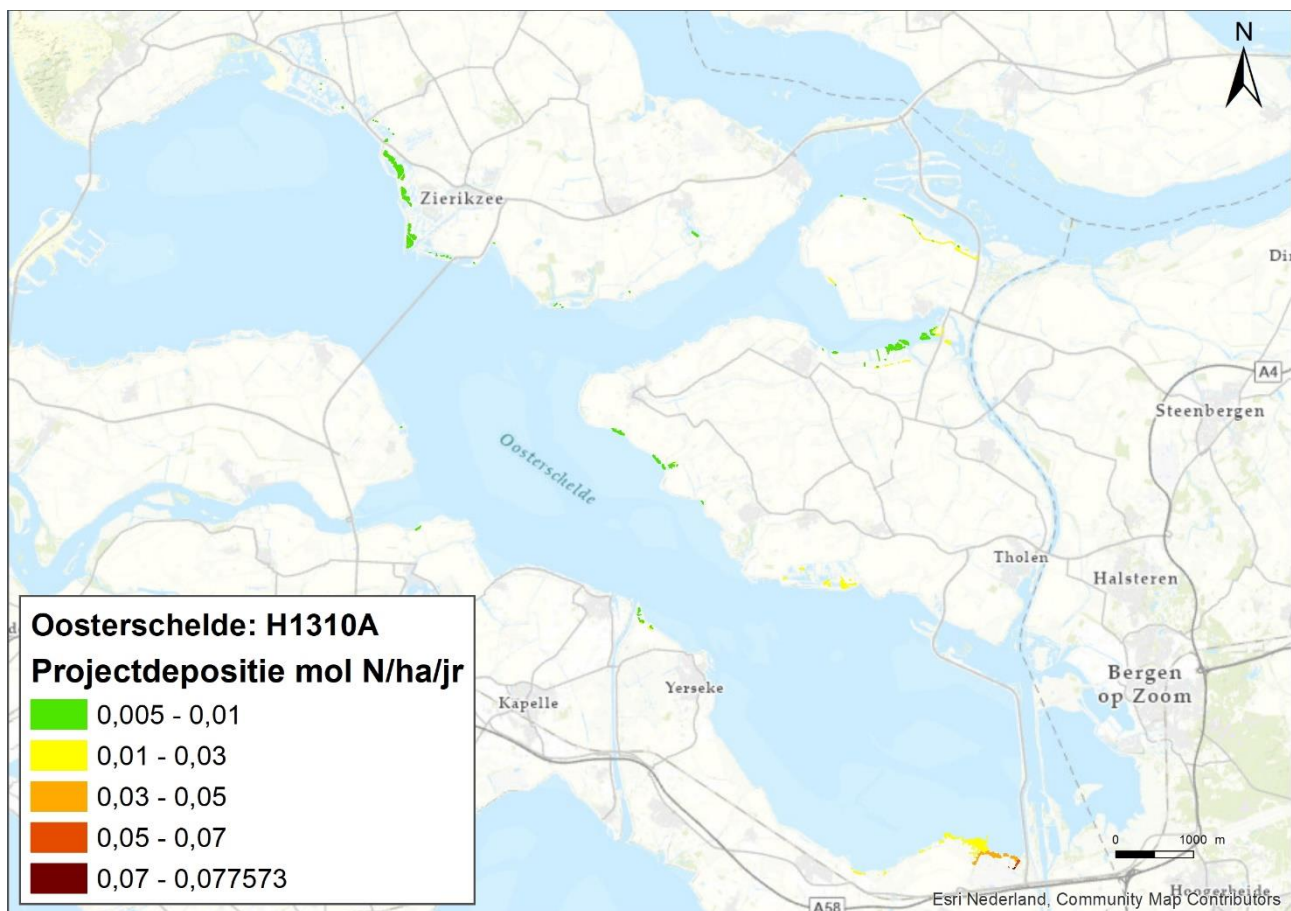 N
Zierikzee
A4
Steenbergen
Oosterschelde
Tholen
Halsteren
Bergen
op Zoom
Yerseke
Kapelle
Oosterschelde: H1310A
Projectdepositie mol N/ha/jr
0,005 - 0,01
0,01 - 0,03
0,03 - 0,05
0,05 - 0,07
0,07 - 0,077573
0 1000 m
A58
Hoogerheide
Esri Nederland, Community Map Contributors